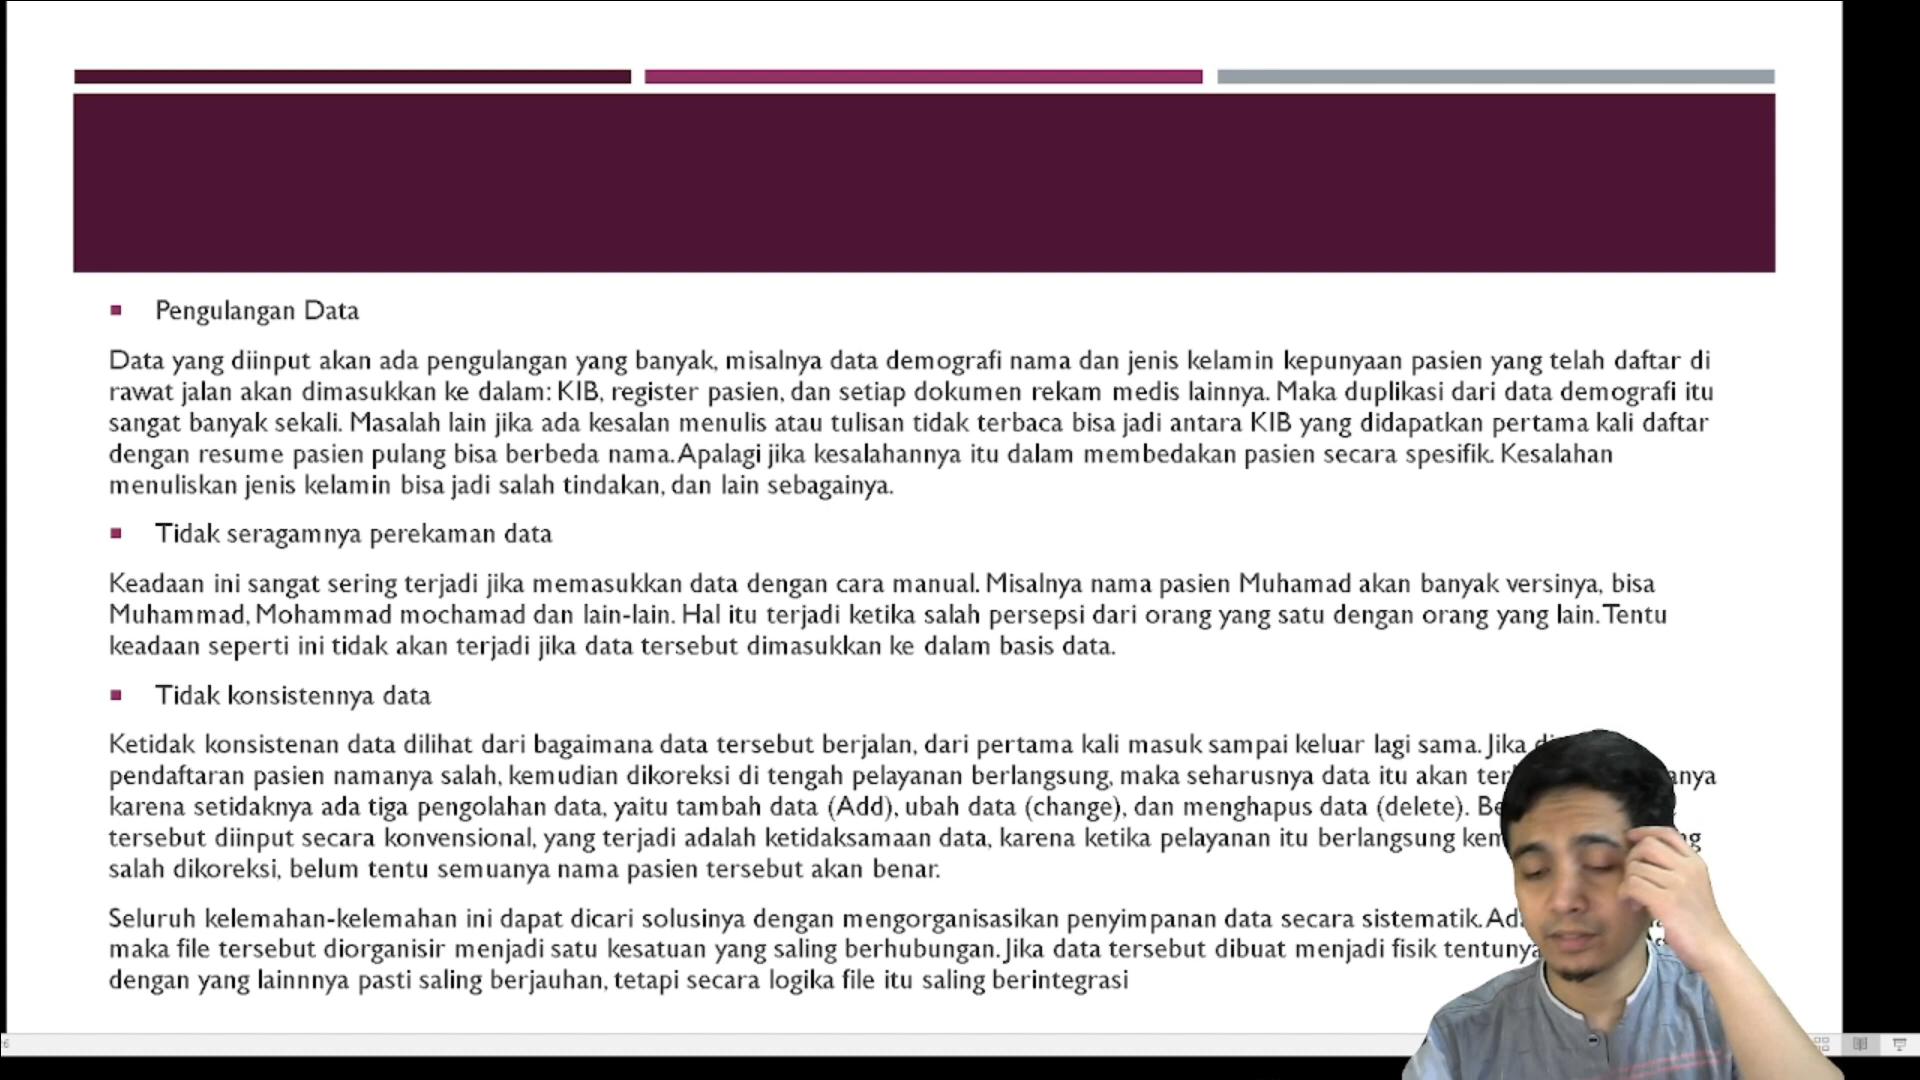 Pengulangan Data
Data yang diinput akan ada pengulangan yang banyak, misalnya data demografi nama dan jenis kelamin kepunyaan pasien yang telah daftar di
rawat jalan akan dimasukkan ke dalam: KIB, register pasien, dan setiap dokumen rekam medis lainnya. Maka duplikasi dari data demografi itu
sangat banyak sekali. Masalah lain jika ada kesalan menulis atau tulisan tidak terbaca bisa jadi antara KIB yang didapatkan pertama kali daftar
dengan resume pasien pulang bisa berbeda nama. Apalagi jika kesalahannya itu dalam membedakan pasien secara spesifik. Kesalahan
menuliskan jenis kelamin bisa jadi salah tindakan, dan lain sebagainya.
Tidak seragamnya perekaman data
Keadaan ini sangat sering terjadi jika memasukkan data dengan cara manual. Misalnya nama pasien Muhamad akan banyak versinya, bisa
Muhammad, Mohammad mochamad dan lain-lain. Hal itu terjadi ketika salah persepsi dari orang yang satu dengan orang yang lain. Tentu
keadaan seperti ini tidak akan terjadi jika data tersebut dimasukkan ke dalam basis data.
Tidak konsistennya data
Ketidak konsistenan data dilihat dari bagaimana data tersebut berjalan, dari pertama kali masuk sampai keluar lagi sama. Jika
pendaftaran pasien namanya salah, kemudian dikoreksi di tengah pelayanan berlangsung, maka seharusnya data itu akan
karena setidaknya ada tiga pengolahan data, yaitu tambah data (Add), ubah data (change), dan menghapus data (delete).
tersebut diinput secara konvensional, yang terjadi adalah ketidaksamaan data, karena ketika pelayanan itu berlangsung
salah dikoreksi, belum tentu semuanya nama pasien tersebut akan benar.
Seluruh kelemahan-kelemahan ini dapat dicari solusinya dengan mengorganisasikan penyimpanan data secara sistematik.
maka file tersebut diorganisir menjadi satu kesatuan yang saling berhubungan. Jika data tersebut dibuat menjadi fisik tentunya
dengan yang lainnnya pasti saling berjauhan, tetapi secara logika file itu saling berintegrasi